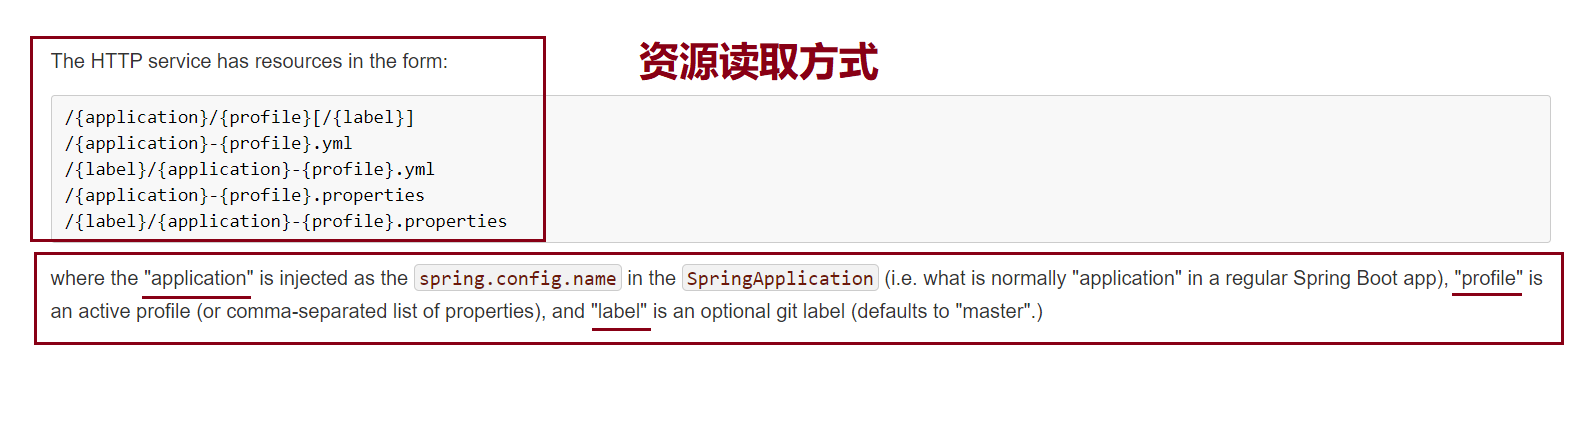 The HTTP service has resources in the form:
资源读取方式
/{application}/{profile}[/{label}]
/{application}-{profile}.yml
/{label}/{application}-{profile}.yml
/{application}-{profile}.properties
/{label}/{application}-{profile}.properties
where the "application" is injected as the spring.config.name in the SpringApplication (i.e. what is normally "application" in a regular Spring Boot app), "profile" is
an active profile (or comma-separated list of properties), and "label" is an optional git label (defaults to "master".)